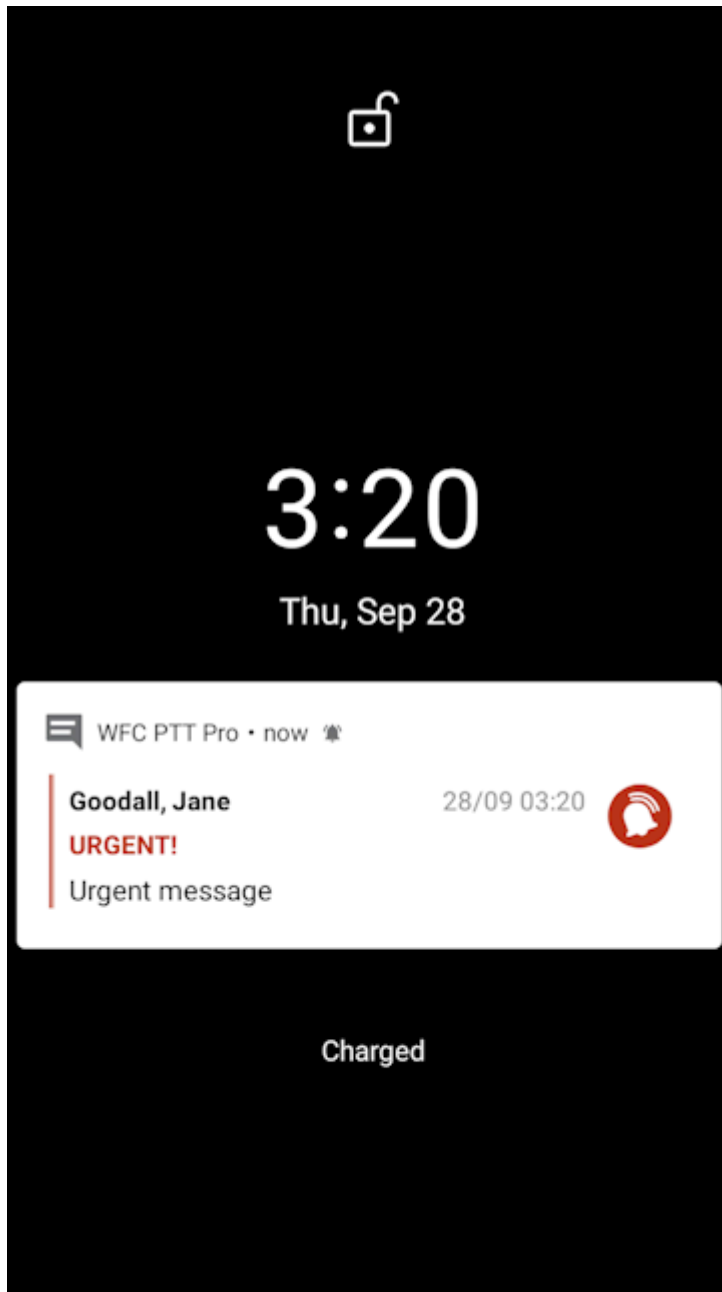 3:20
Thu, Sep 28
WFC PTT Pro • now
Goodall, Jane 28/09 03:20
URGENT!
Urgent message
Charged